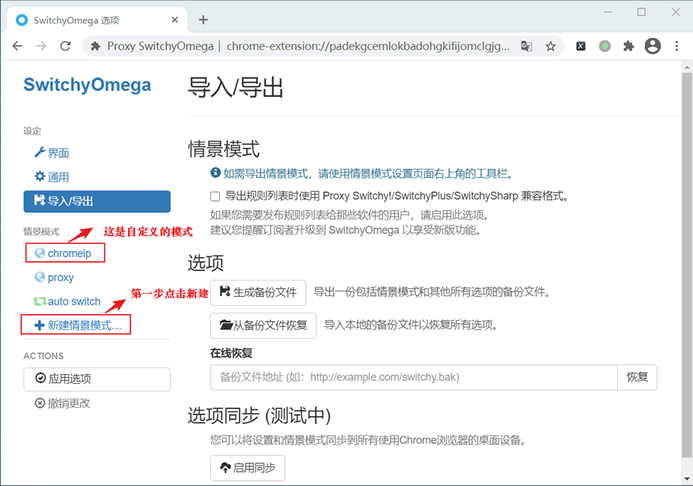 SwitchyOmega 选项
Proxy SwitchyOmega | chrome-extension://padekgcemlokbadohgkifijomclgjg...
SwitchyOmega
设定
界面
通用
导入/导出
情景模式
这是自定义的模式
chromeip
proxy
第一步点击新建
auto switch
新建情景模式...
ACTIONS
应用选项
撤销更改
导入/导出
情景模式
如需导出情景模式，请使用情景模式设置页面右上角的工具栏。
导出规则列表时使用 Proxy Switchy!/SwitchyPlus/SwitchySharp 兼容格式。
如果您需要发布规则列表给那些软件的用户，请启用此选项。
建议您提醒订阅者升级到 SwitchyOmega 以享受新版功能。
选项
生成备份文件 导出一份包括情景模式和其他所有选项的备份文件。
从备份文件恢复 导入本地的备份文件以恢复所有选项。
在线恢复
备份文件地址 (如：http://example.com/switchy.bak) 恢复
选项同步 (测试中)
您可以将设置和情景模式同步到所有使用Chrome浏览器的桌面设备。
启用同步